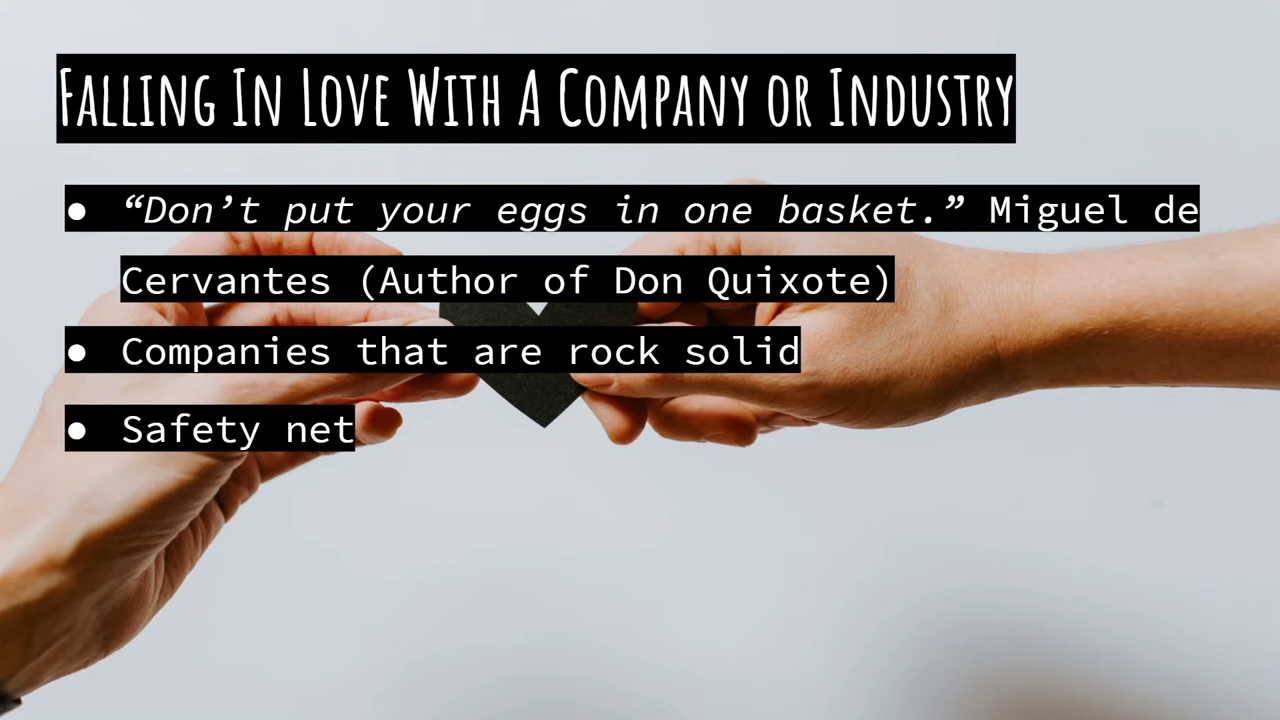 Falling In Love With A Company or Industry
● “Don’t put your eggs in one basket.” Miguel de
Cervantes (Author of Don Quixote)
● Companies that are rock solid
● Safety net